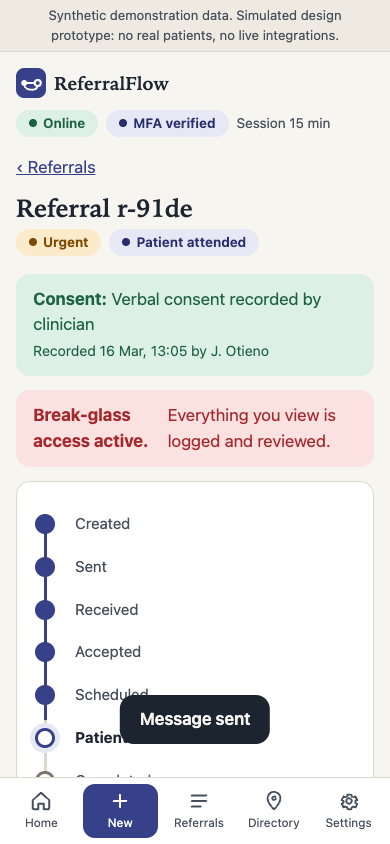 Synthetic demonstration data. Simulated design
prototype: no real patients, no live integrations.
ReferralFlow
Online
MFA verified
Session 15 min
‹ Referrals
Referral r-91de
Urgent
Patient attended
Consent: Verbal consent recorded by
clinician
Recorded 16 Mar, 13:05 by J. Otieno
Break-glass
access active.
Everything you view is
logged and reviewed.
Created
Sent
Received
Accepted
Scheduled
Message sent
Patient
Home
New
Referrals
Directory
Settings